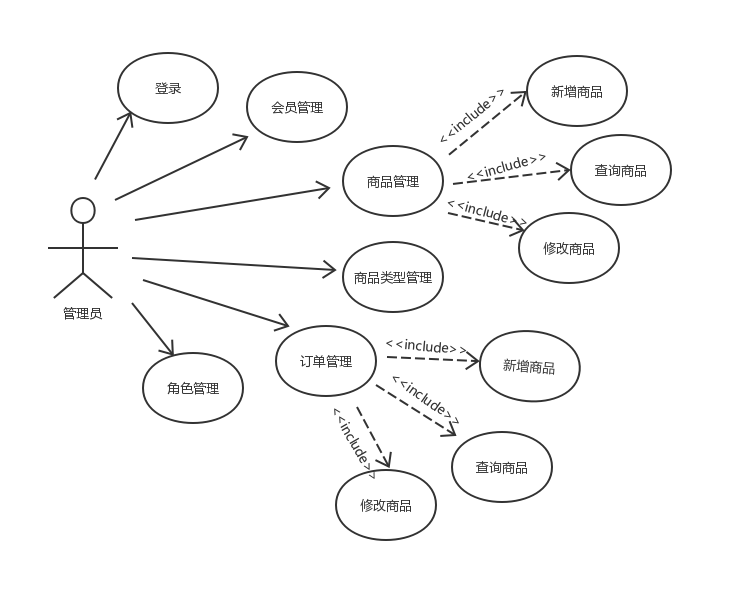 登录
会员管理
<<include>>
新增商品
商品管理
<<include>>
查询商品
<<include>>
修改商品
管理员
商品类型管理
订单管理
<<include>>
新增商品
角色管理
<<include>>
查询商品
<<include>>
修改商品